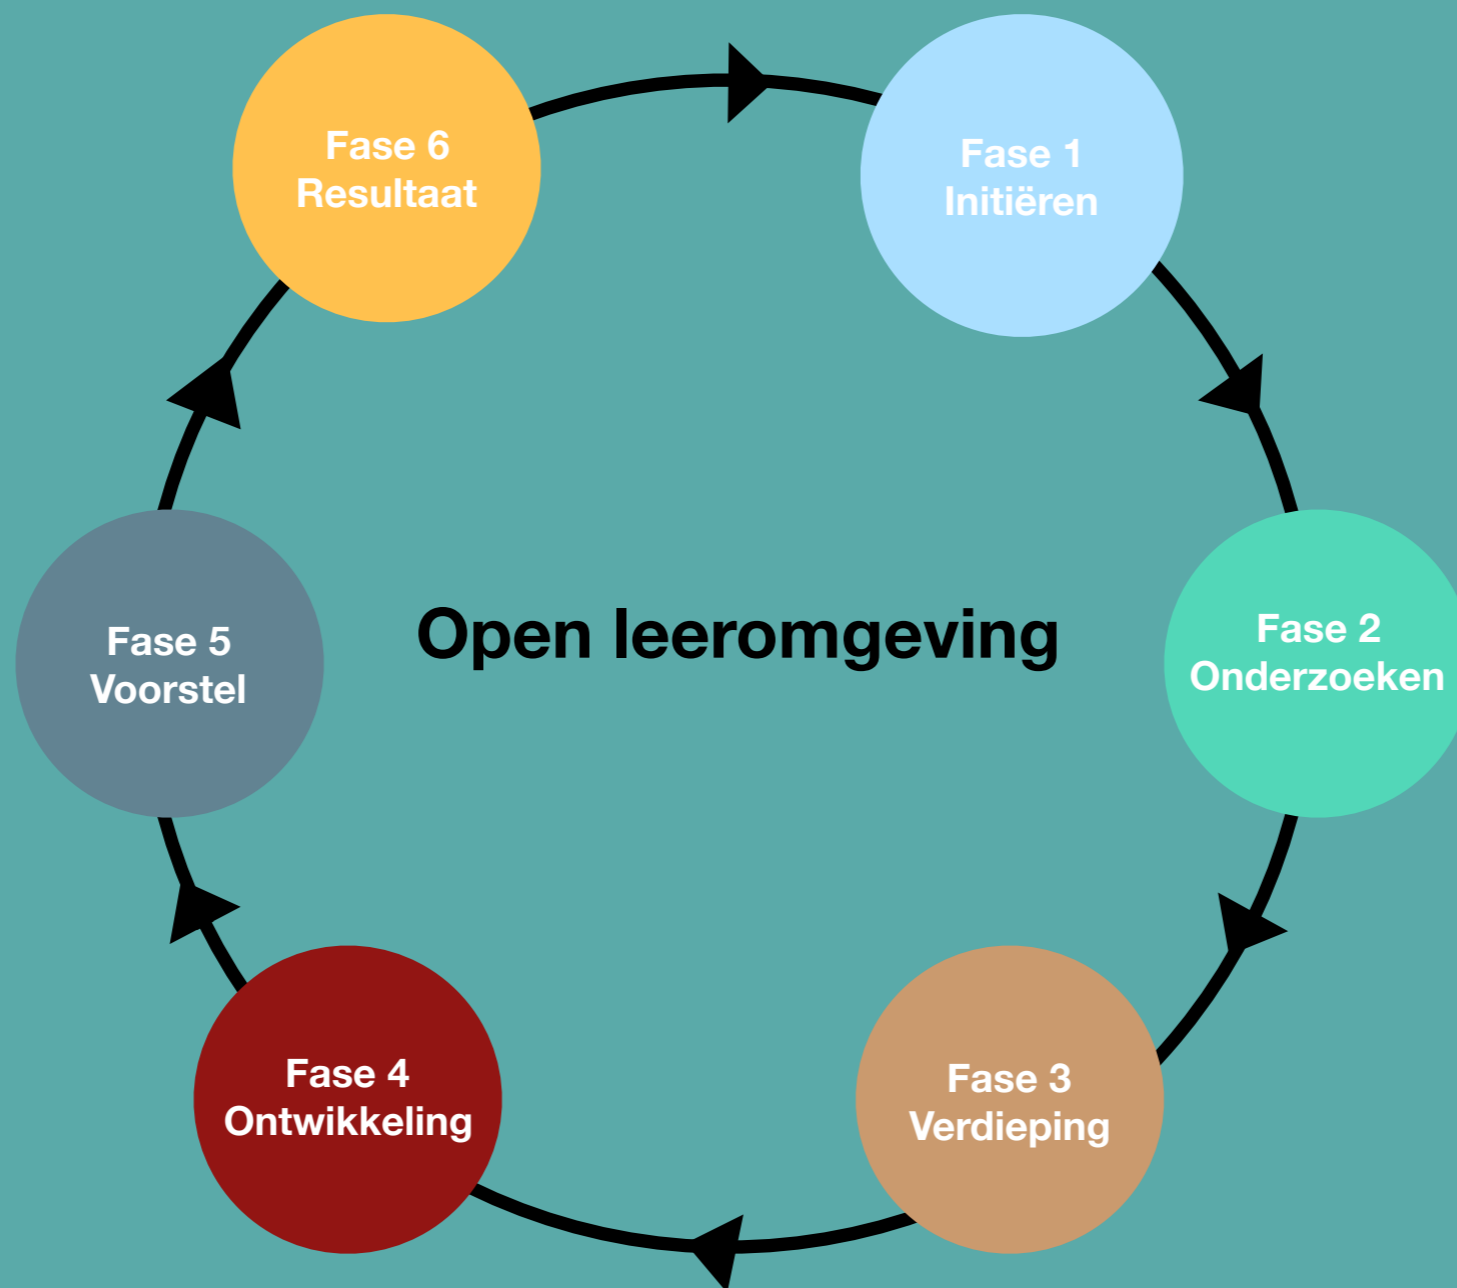 Fase 6
Resultaat
Fase 1
Initiëren
Fase 5
Voorstel
Open leeromgeving
Fase 2
Onderzoeken
Fase 4
Ontwikkeling
Fase 3
Verdieping